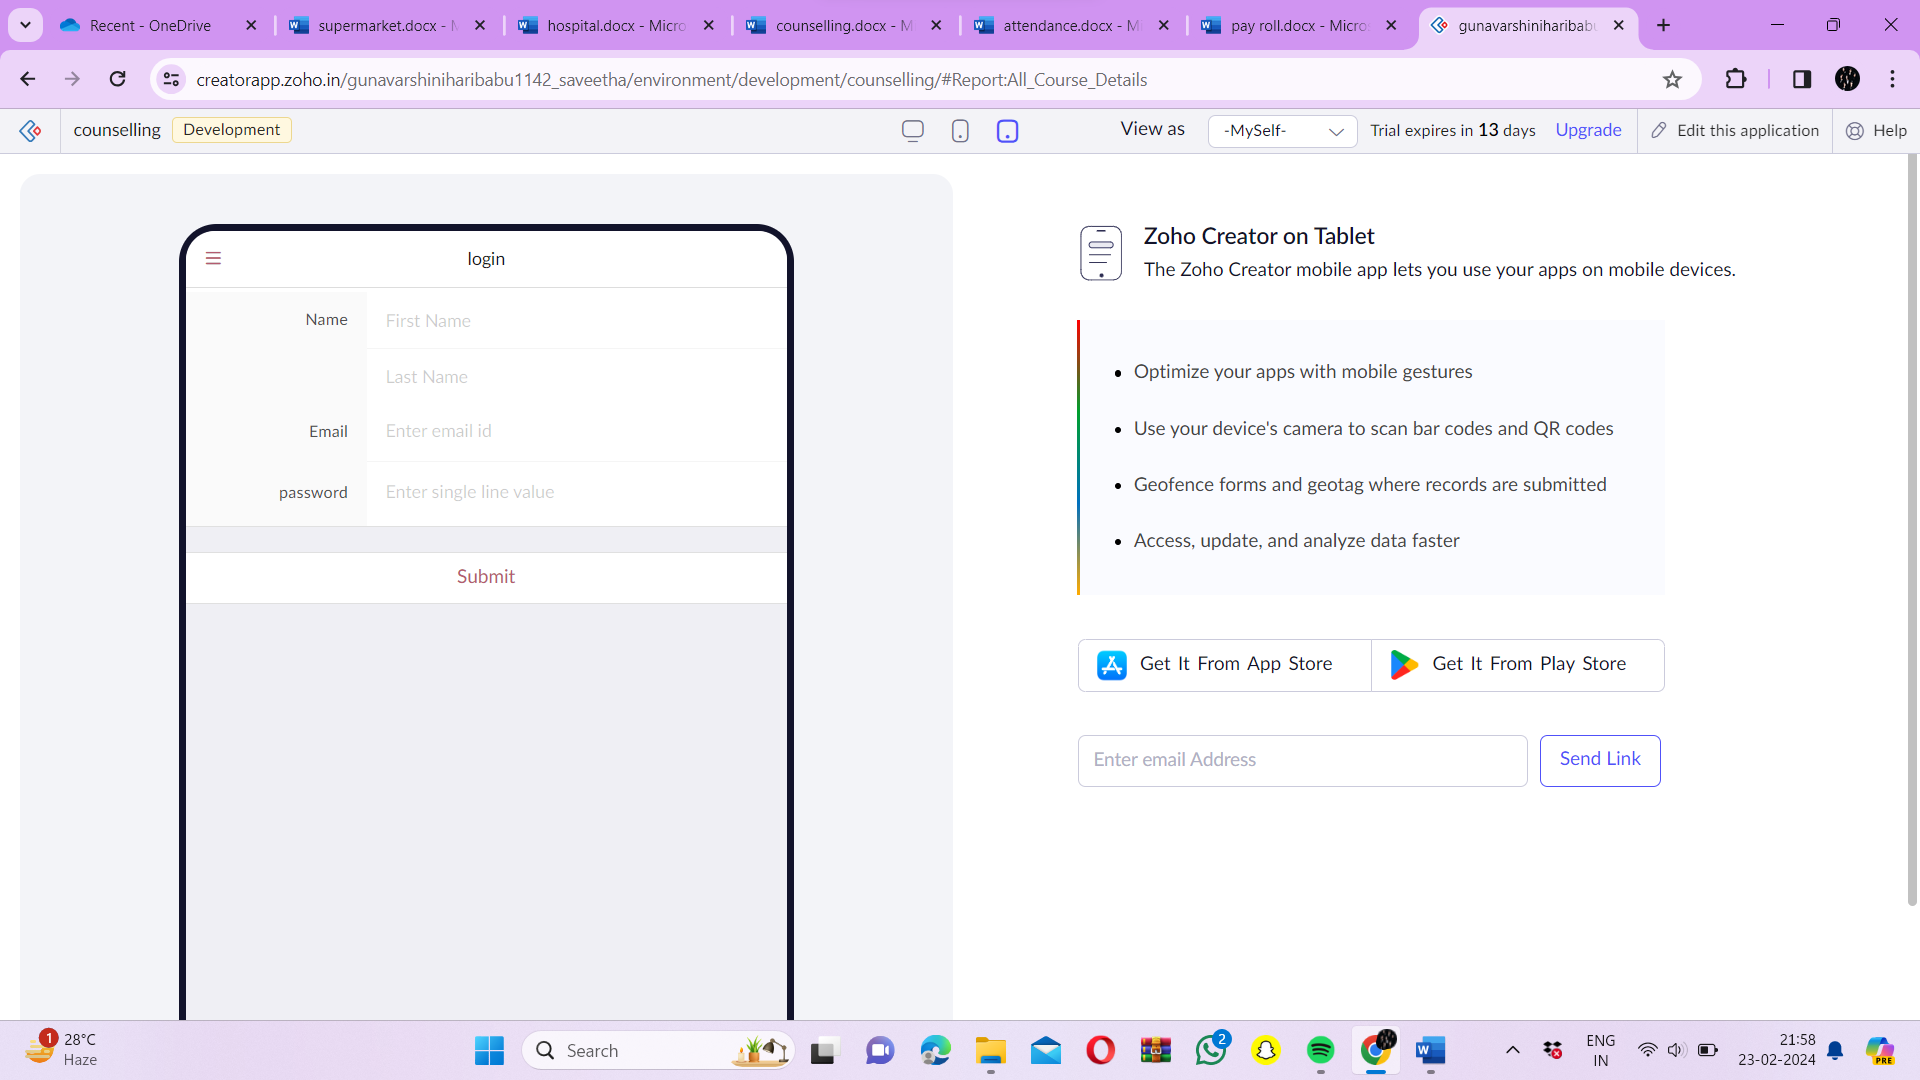 Recent - OneDrive
supermarket.docx - M
hospital.docx - Micro
counselling.docx - M
attendance.docx - Mi
pay roll.docx - Micros
gunavarshiniharibabu
creatorapp.zoho.in/gunavarshiniharibabu1142_saveetha/environment/development/counselling/#Report:All_Course_Details
counselling
Development
View as
-MySelf-
Trial expires in 13 days
Upgrade
Edit this application
Help
login
Name
First Name
Last Name
Email
Enter email id
password
Enter single line value
Submit
Zoho Creator on Tablet
The Zoho Creator mobile app lets you use your apps on mobile devices.
Optimize your apps with mobile gestures
Use your device's camera to scan bar codes and QR codes
Geofence forms and geotag where records are submitted
Access, update, and analyze data faster
Get It From App Store
Get It From Play Store
Enter email Address
Send Link
1
28°C
Haze
Search
2
ENG
IN
21:58
23-02-2024
PRE